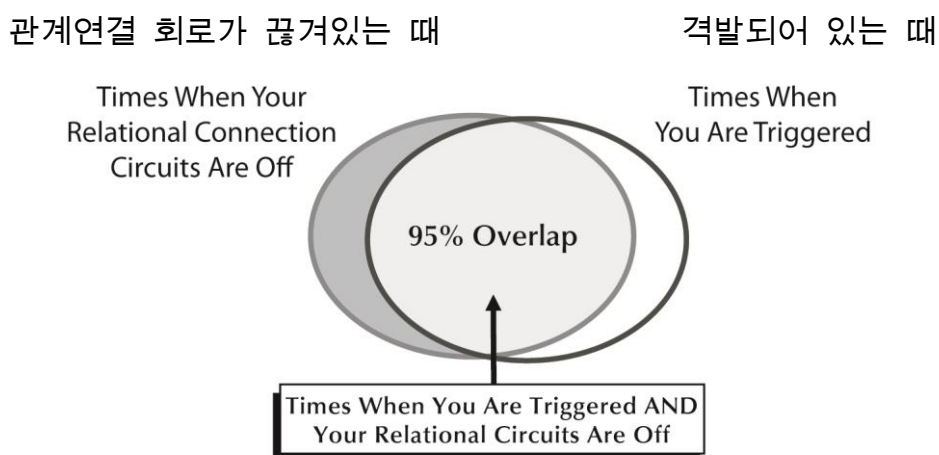 관계연결 회로가 끊겨있는 때
격발되어 있는 때
Times When Your
Relational Connection
Circuits Are Off
Times When
You Are Triggered
95% Overlap
Times When You Are Triggered AND
Your Relational Circuits Are Off